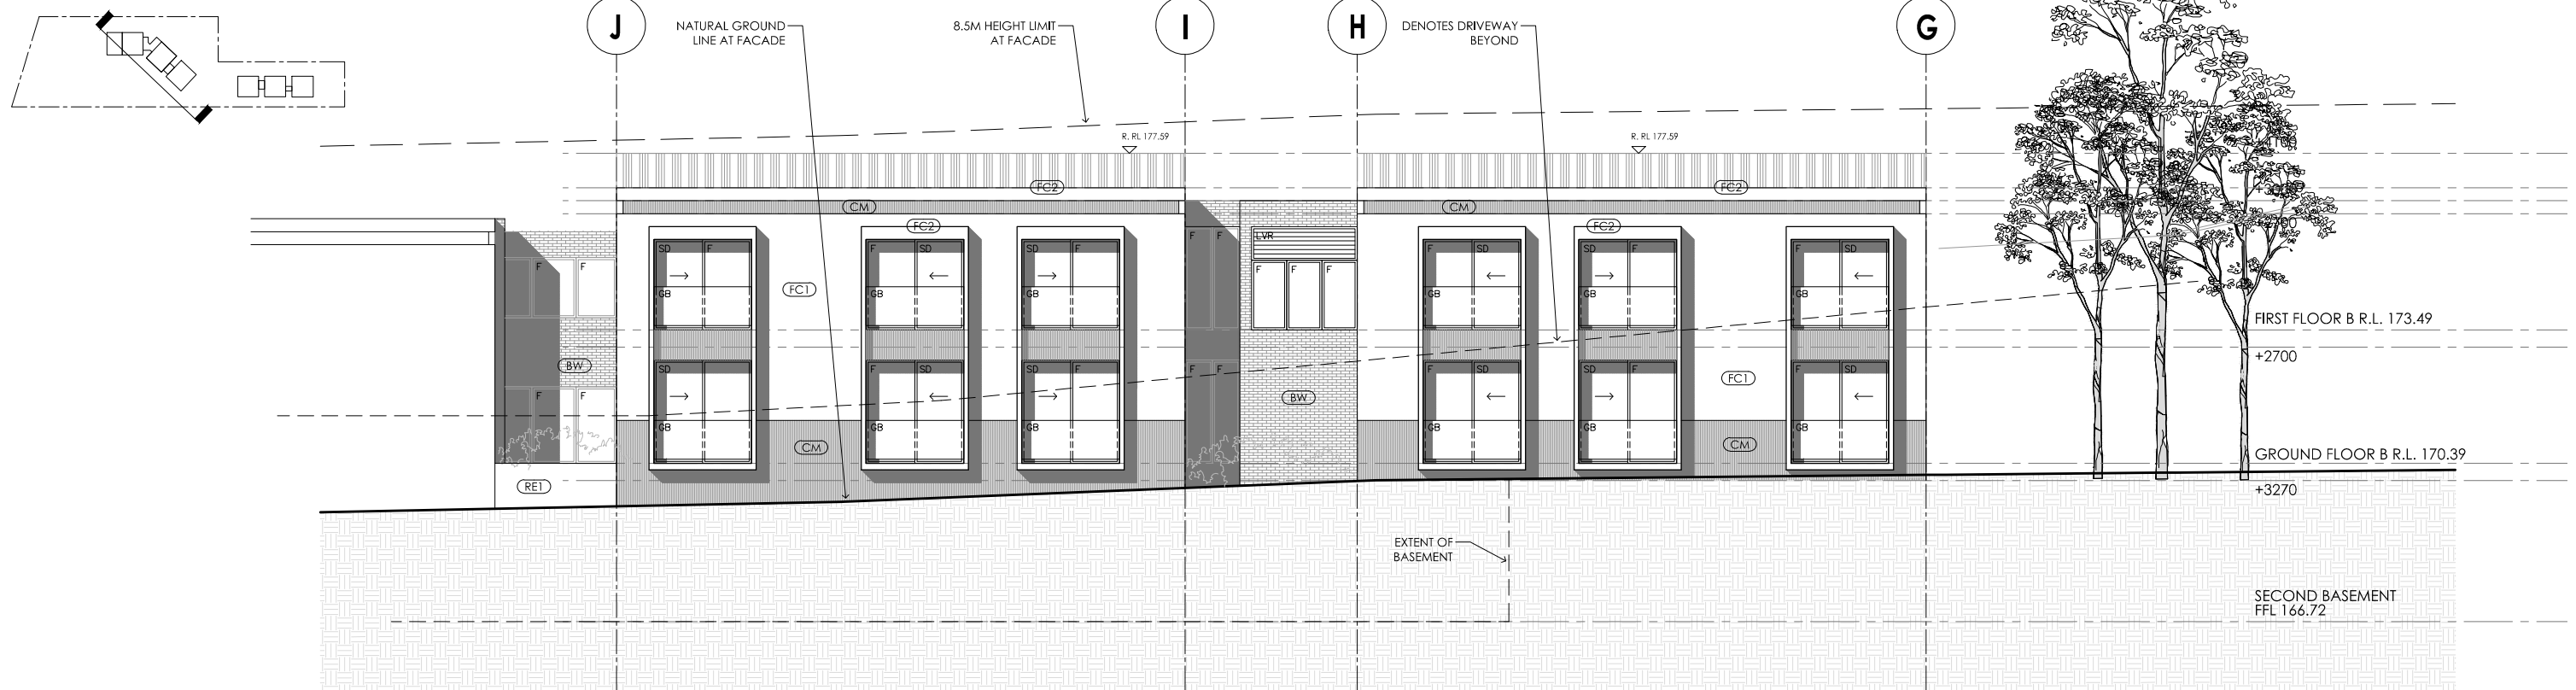 J
I
H
G
NATURAL GROUND
LINE AT FACADE
8.5M HEIGHT LIMIT
AT FACADE
DENOTES DRIVEWAY
BEYOND
R. RL 177.59
R. RL 177.59
FC2
FC2
CM
CM
FC2
FC2
SD F
F SD
SD F
F F
LVR
F SD
SD F
F SD
F F
F F F
FC1
GB
GB
GB
GB
GB
GB
FIRST FLOOR B R.L. 173.49
+2700
BW
SD
F SD
SD F
F F
F SD
SD F
F SD
FC1
F F
BW
GB
GB
GB
GB
GB
GB
CM
CM
GROUND FLOOR B R.L. 170.39
RE1
+3270
EXTENT OF
BASEMENT
SECOND BASEMENT
FFL 166.72